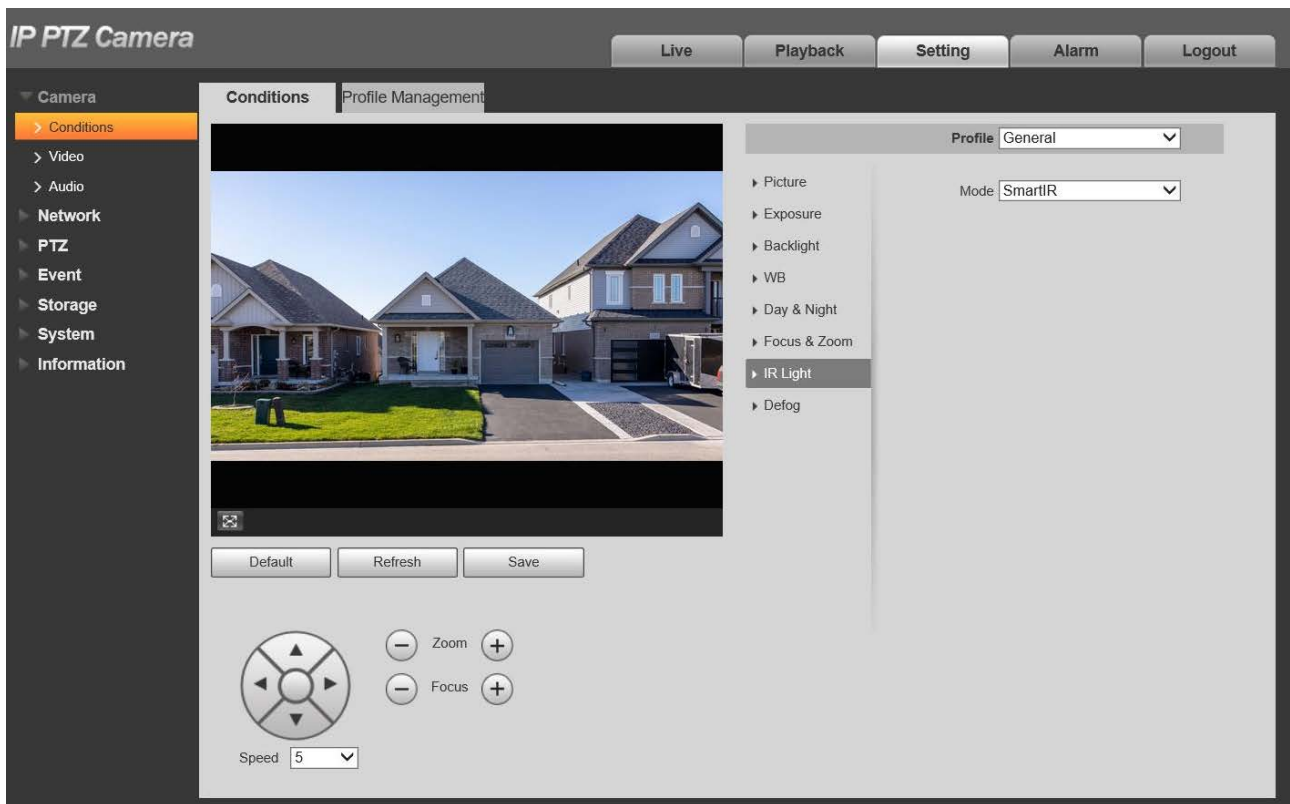 IP PTZ Camera
Live
Playback
Setting
Alarm
Logout
Camera
Conditions
Video
Audio
Network
PTZ
Event
Storage
System
Information
Conditions
Profile Management
Profile General
Picture
Exposure
Backlight
WB
Day & Night
Focus & Zoom
IR Light
Defog
Mode SmartIR
Default
Refresh
Save
Zoom
Focus
Speed 5